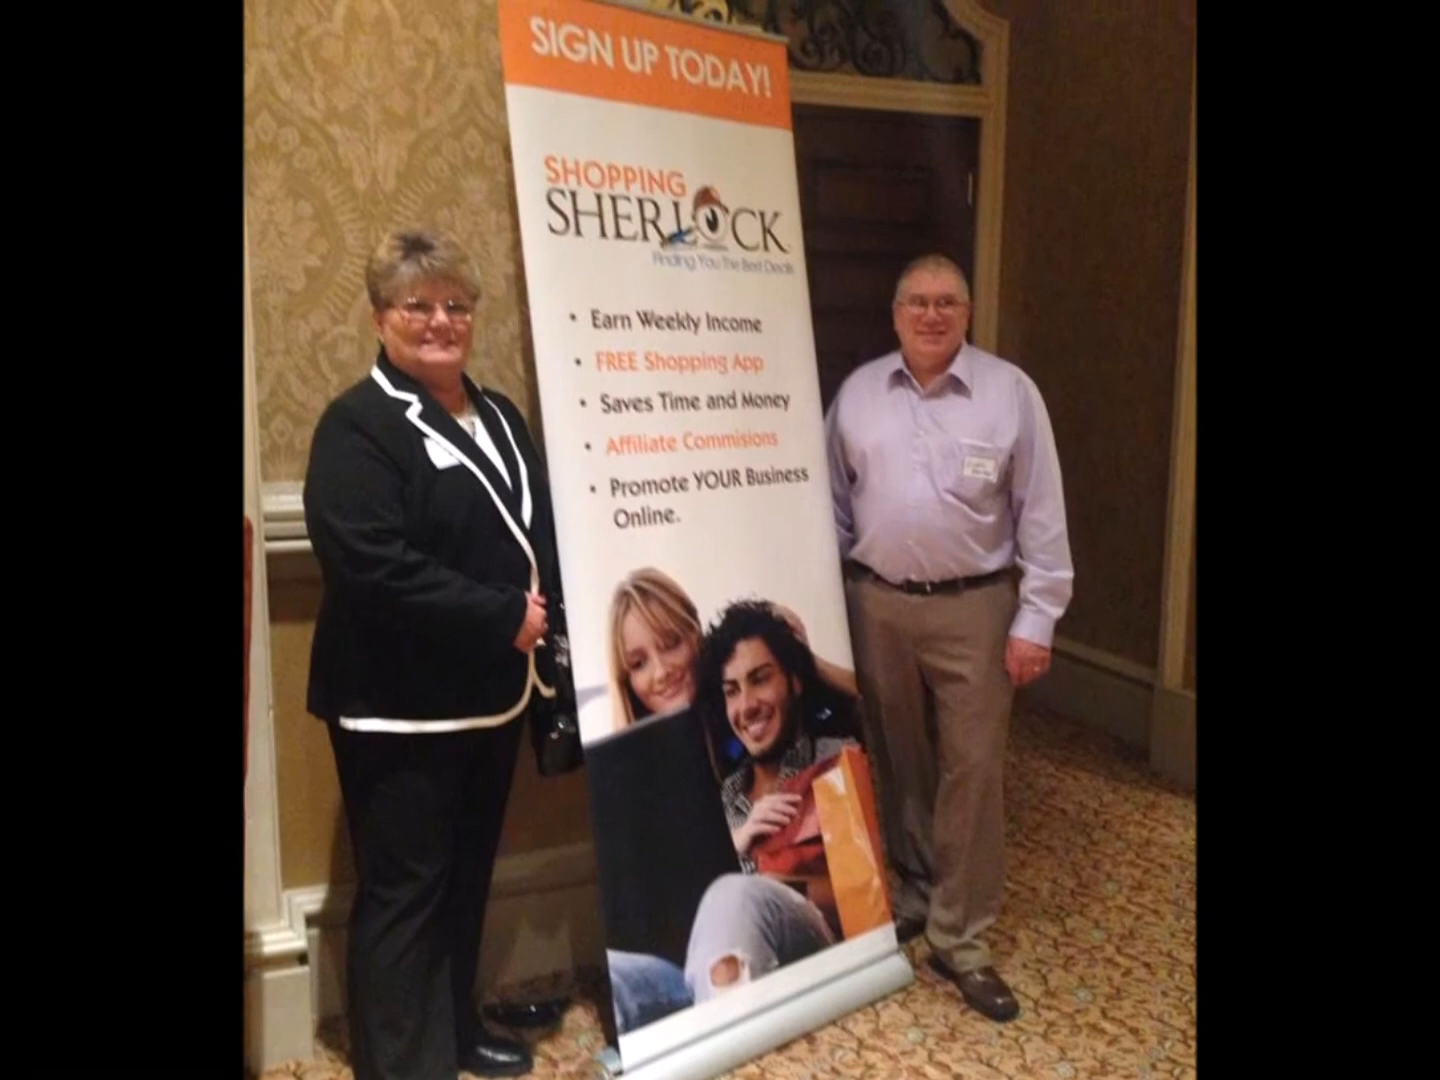 SIGN UP TODAY!
SHOPPING
SHERLOCK
Finding You The Best Deals
• Earn Weekly Income
• FREE Shopping App
• Saves Time and Money
• Affiliate Commisions
• Promote YOUR Business
Online.